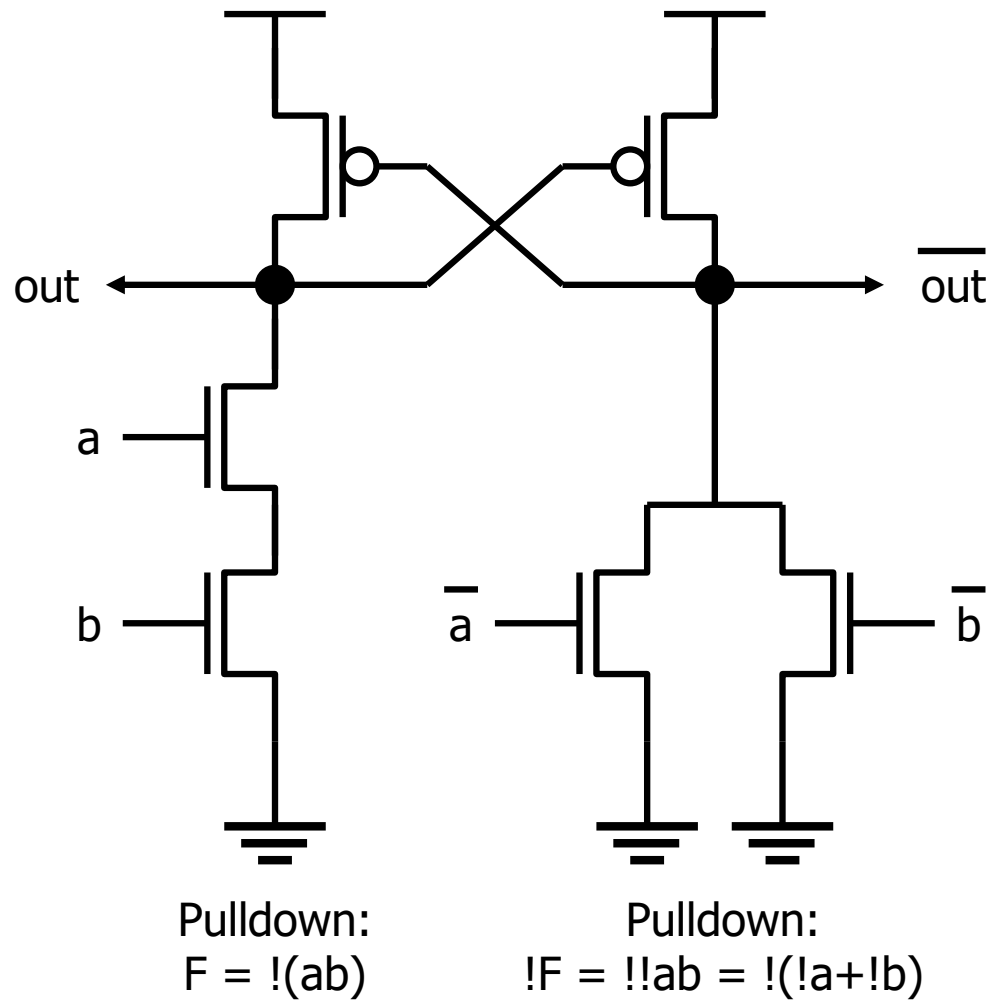 out
out̅
a
b
a̅
b̅
Pulldown:
F = !(ab)
Pulldown:
!F = !!ab = !(!a+!b)